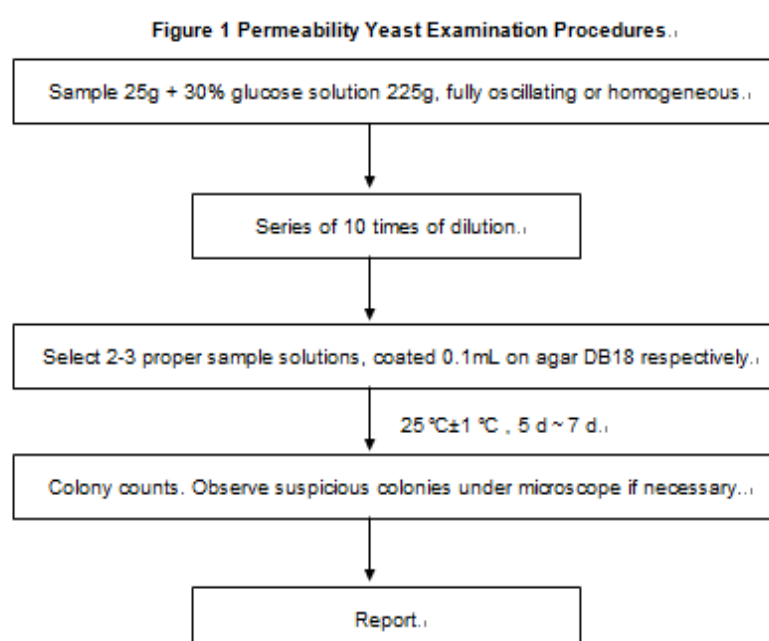 Figure 1 Permeability Yeast Examination Procedures.
Sample 25g + 30% glucose solution 225g, fully oscillating or homogeneous.
Series of 10 times of dilution.
Select 2-3 proper sample solutions, coated 0.1mL on agar DB18 respectively.
25 ℃±1 ℃ , 5 d ~ 7 d.
Colony counts. Observe suspicious colonies under microscope if necessary..
Report.